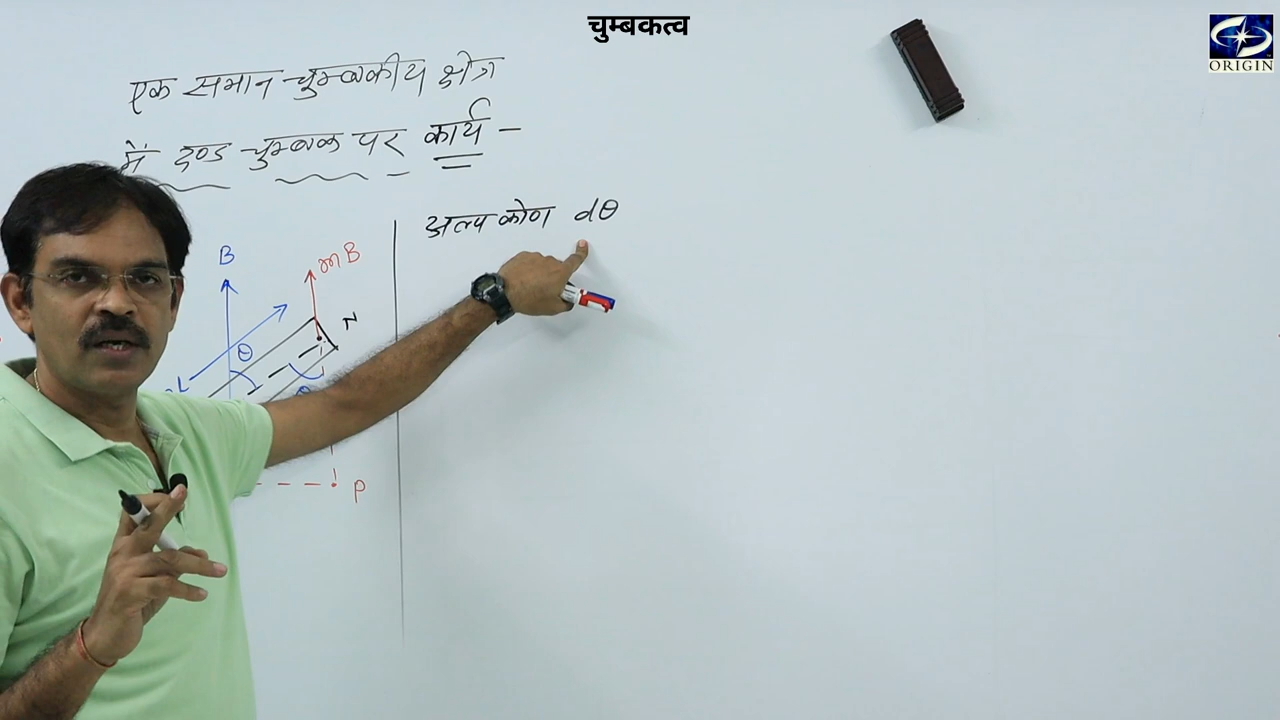 चुम्बकत्व
ORIGIN
एक समान चुम्बकीय क्षेत्र
में दण्ड चुम्बक पर कार्य -
अल्प कोण dθ
B
mB
N
θ
L
P